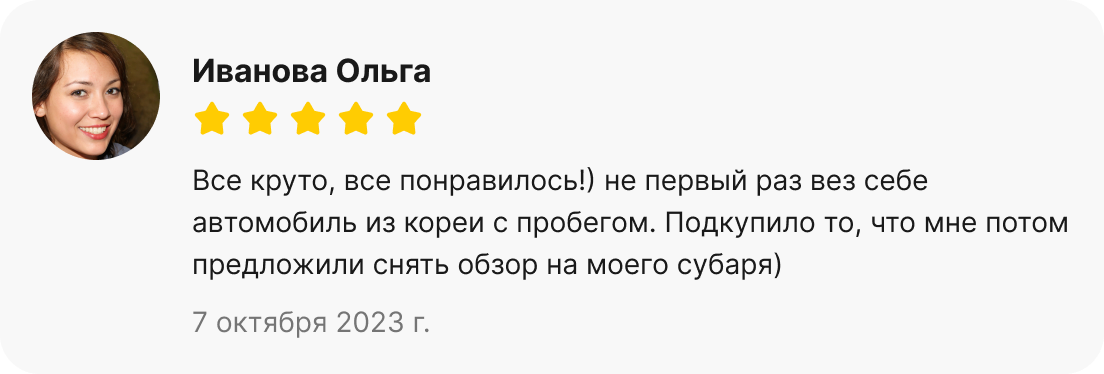 Иванова Ольга
Все круто, все понравилось!) не первый раз вез себе
автомобиль из кореи с пробегом. Подкупило то, что мне потом
предложили снять обзор на моего субаря)
7 октября 2023 г.